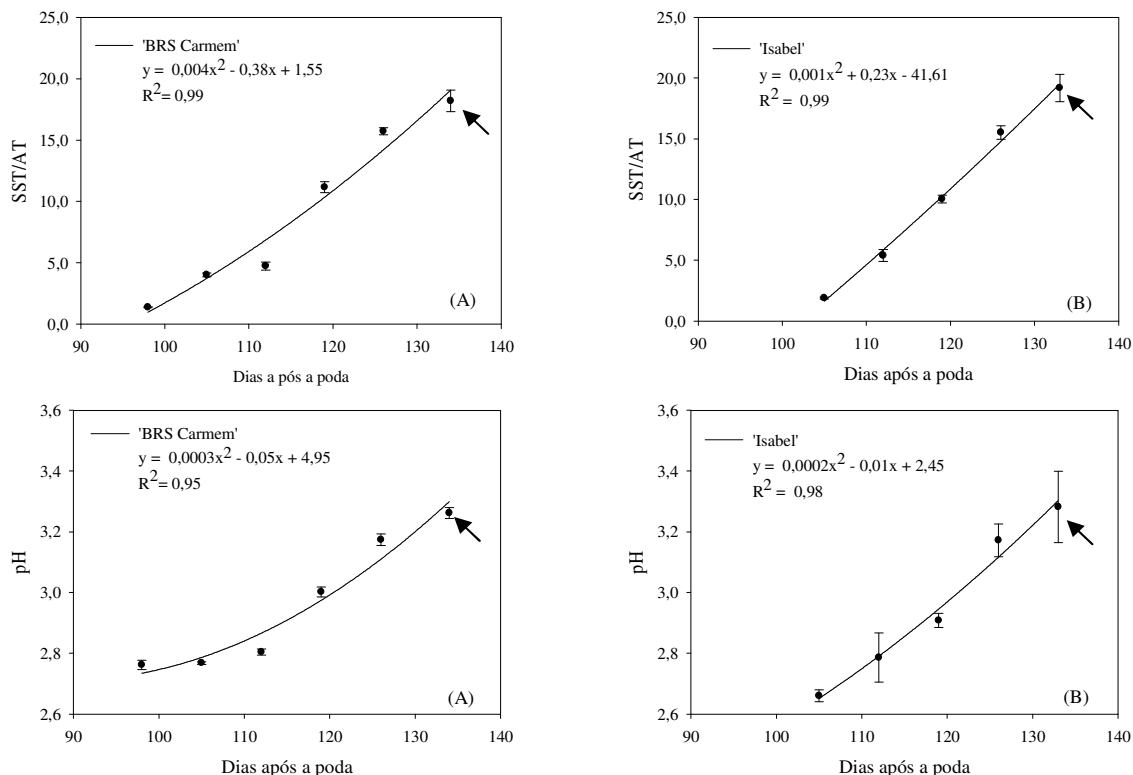 25,0
20,0
15,0
10,0
5,0
0,0
SST/AT
'BRS Carmem'
y = 0,004x² - 0,38x + 1,55
R² = 0,99
(A)
90 100 110 120 130 140
Dias a pós a poda
25,0
20,0
15,0
10,0
5,0
0,0
SST/AT
'Isabel'
y = 0,001x² + 0,23x - 41,61
R² = 0,99
(B)
90 100 110 120 130 140
Dias após a poda
3,6
3,4
3,2
3,0
2,8
2,6
pH
'BRS Carmem'
y = 0,0003x² - 0,05x + 4,95
R² = 0,95
(A)
90 100 110 120 130 140
Dias após a poda
3,6
3,4
3,2
3,0
2,8
2,6
pH
'Isabel'
y = 0,0002x² - 0,01x + 2,45
R² = 0,98
(B)
90 100 110 120 130 140
Dias após a poda